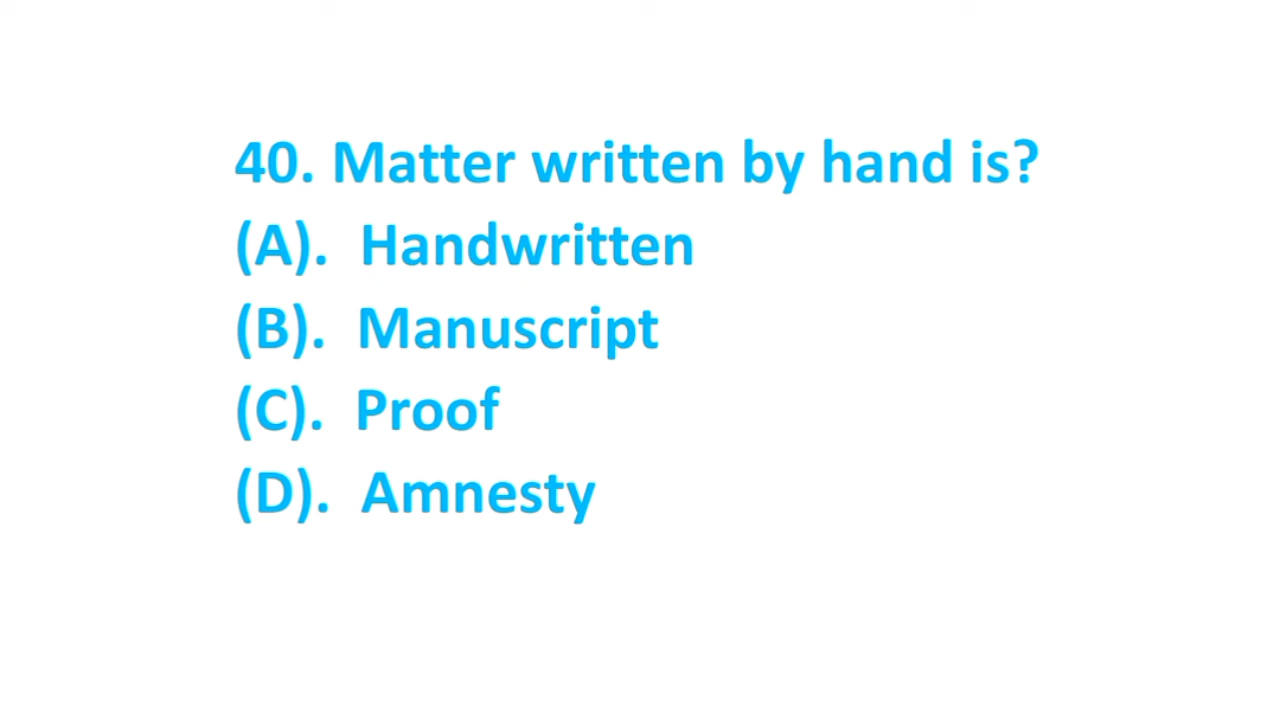 40. Matter written by hand is?
(A).  Handwritten
(B).  Manuscript
(C).  Proof
(D).  Amnesty